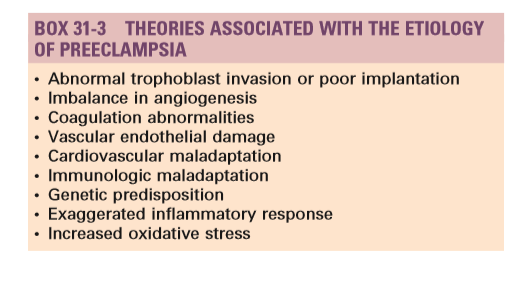 BOX 31-3 THEORIES ASSOCIATED WITH THE ETIOLOGY
OF PREECLAMPSIA
• Abnormal trophoblast invasion or poor implantation
• Imbalance in angiogenesis
• Coagulation abnormalities
• Vascular endothelial damage
• Cardiovascular maladaptation
• Immunologic maladaptation
• Genetic predisposition
• Exaggerated inflammatory response
• Increased oxidative stress